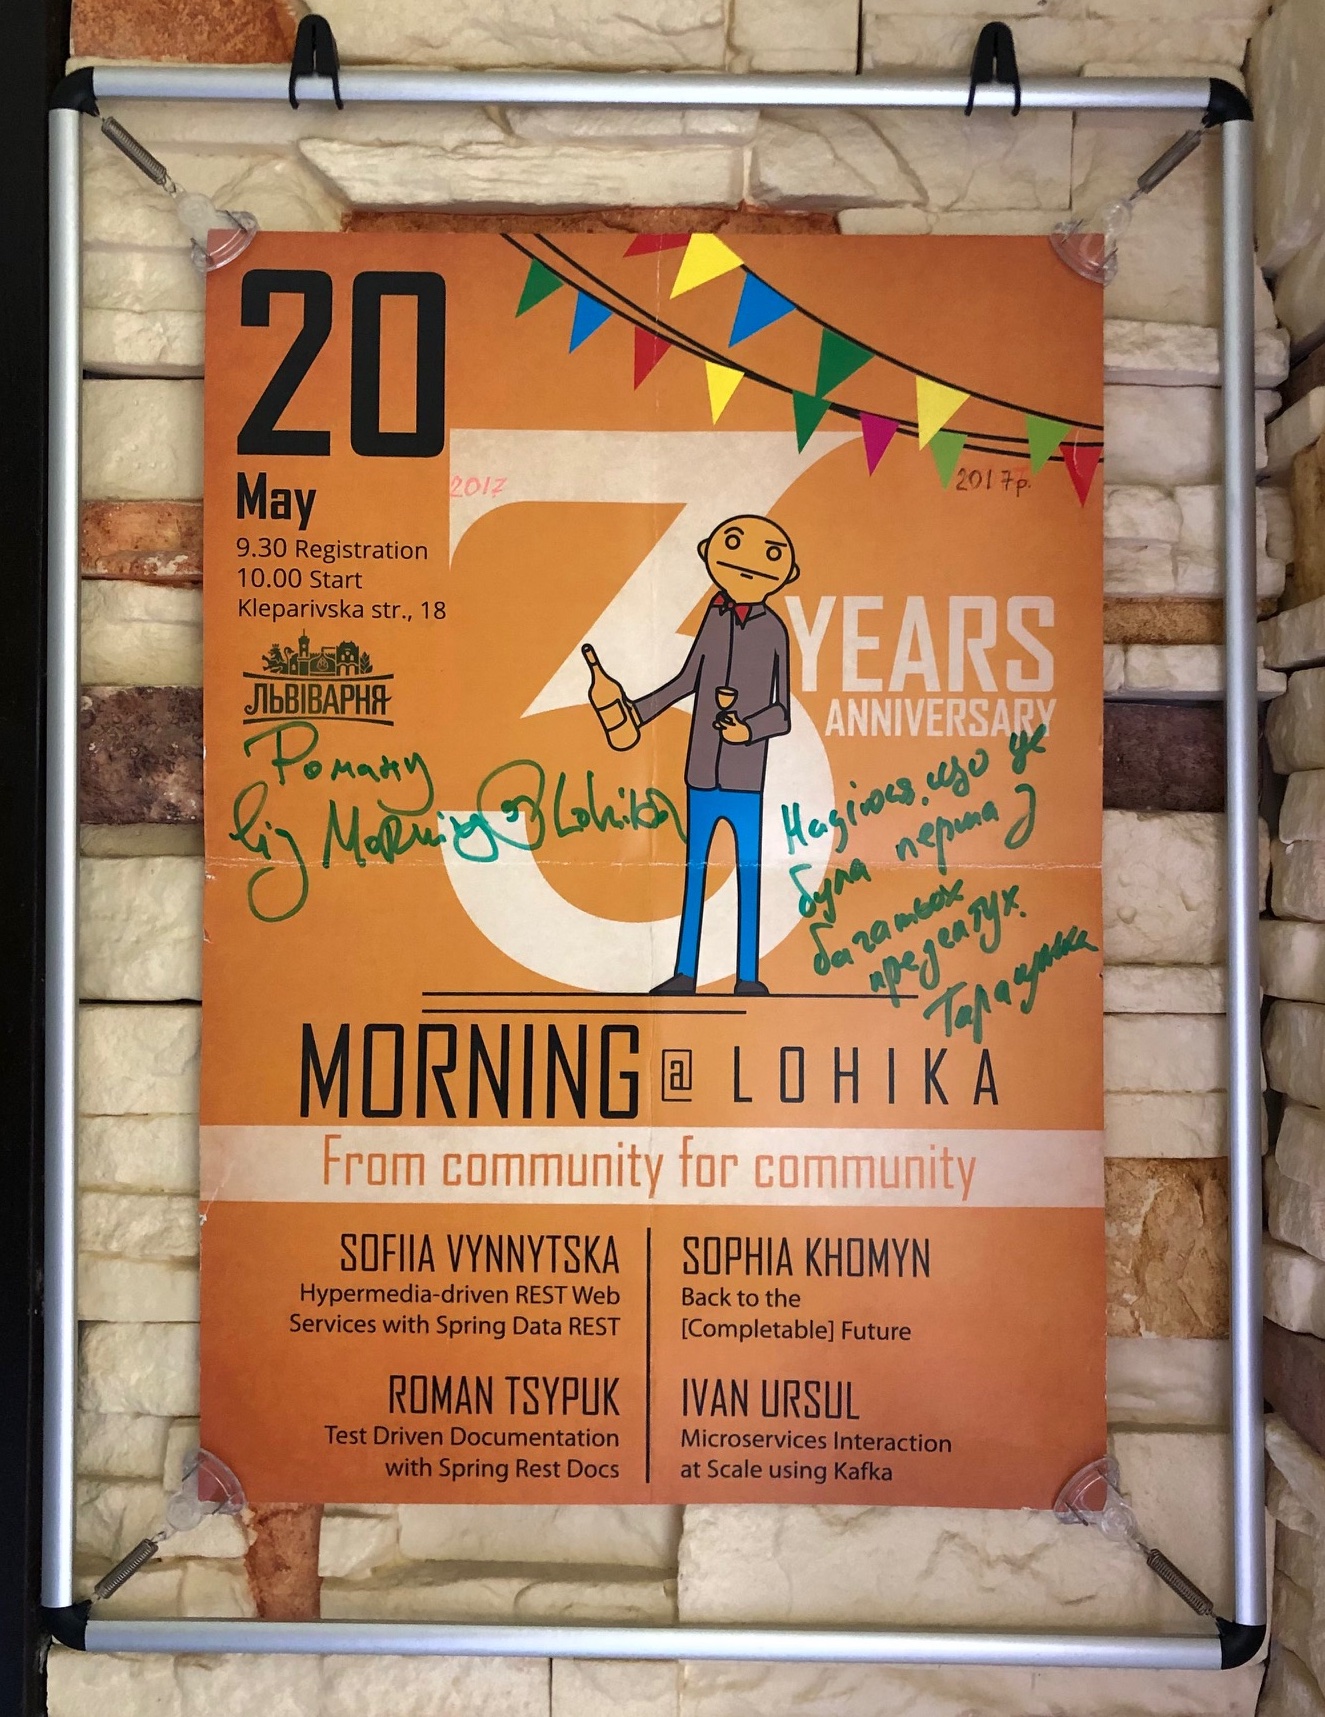 20
May
9.30 Registration
10.00 Start
Kleparivska str., 18
ЛЬВІВАРНЯ
2017
2017р.
3
YEARS
ANNIVERSARY
Роману
від Morning@Lohika
Надіюся, що це
була перша з
багатьох
презентух.
MORNING @ LOHIKA
From community for community
SOFIIA VYNNYTSKA
Hypermedia-driven REST Web
Services with Spring Data REST
SOPHIA KHOMYN
Back to the
[Completable] Future
ROMAN TSYPUK
Test Driven Documentation
with Spring Rest Docs
IVAN URSUL
Microservices Interaction
at Scale using Kafka